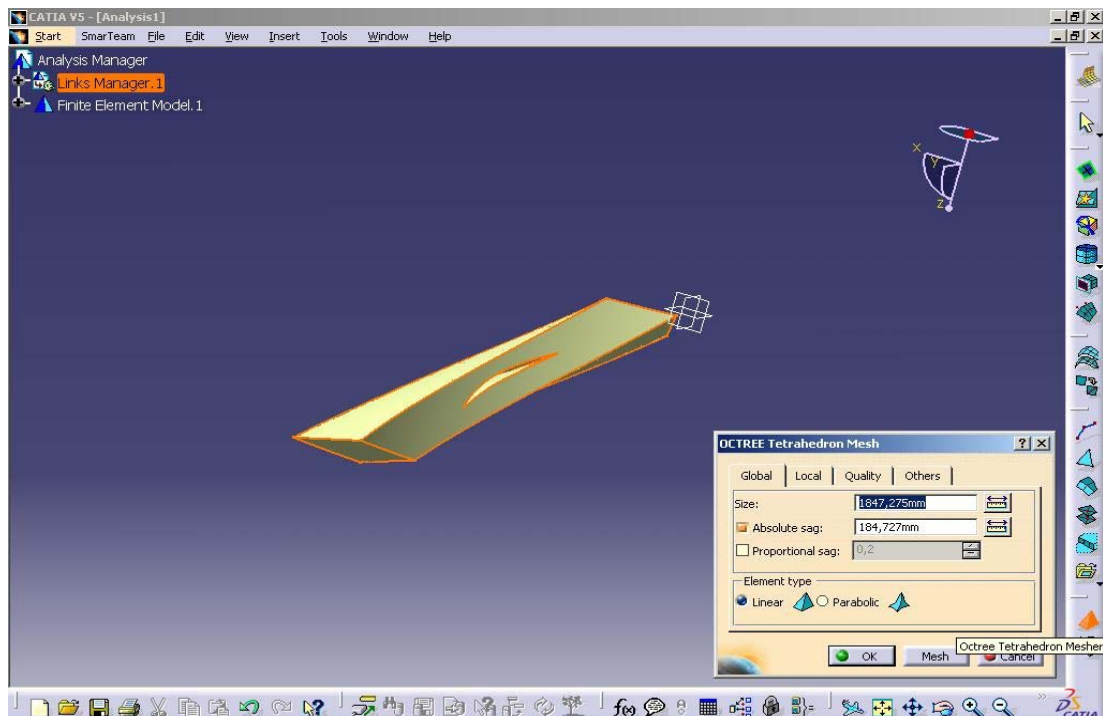 CATIA V5 - [Analysis1]
Start SmarTeam File Edit View Insert Tools Window Help
Analysis Manager
Links Manager.1
Finite Element Model.1
x
y
z
OCTREE Tetrahedron Mesh
Global Local Quality Others
Size: 1847,275mm
Absolute sag: 184,727mm
Proportional sag: 0,2
Element type
Linear Parabolic
OK Mesh Cancel
Octree Tetrahedron Mesher
f(x)
CATIA